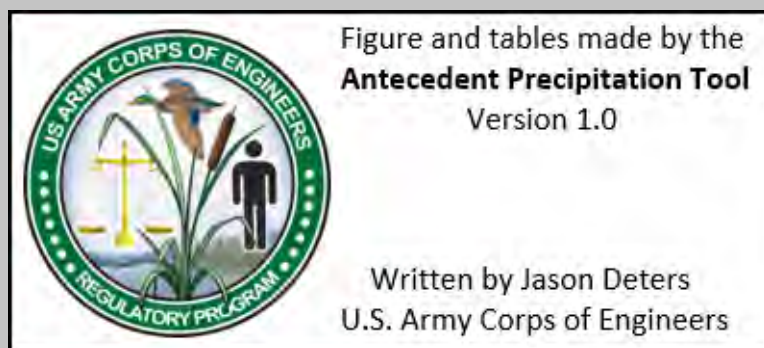 US ARMY CORPS OF ENGINEERS
REGULATORY PROGRAM
Figure and tables made by the
Antecedent Precipitation Tool
Version 1.0
Written by Jason Deters
U.S. Army Corps of Engineers